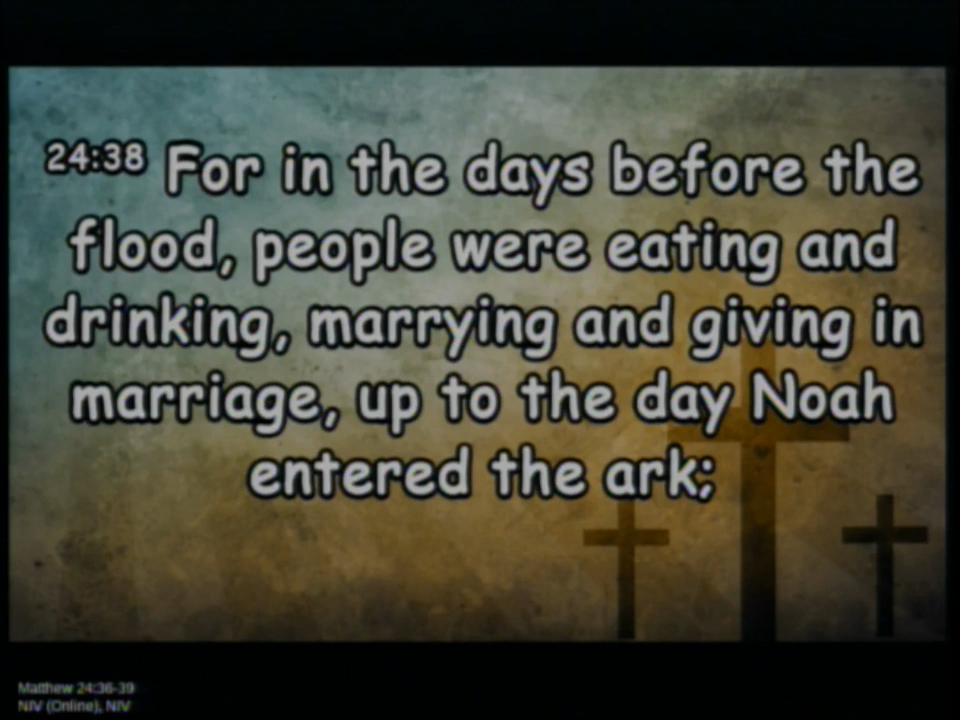 24:38 For in the days before the
flood, people were eating and
drinking, marrying and giving in
marriage, up to the day Noah
entered the ark;
Matthew 24:36-39
NIV (Online), NIV